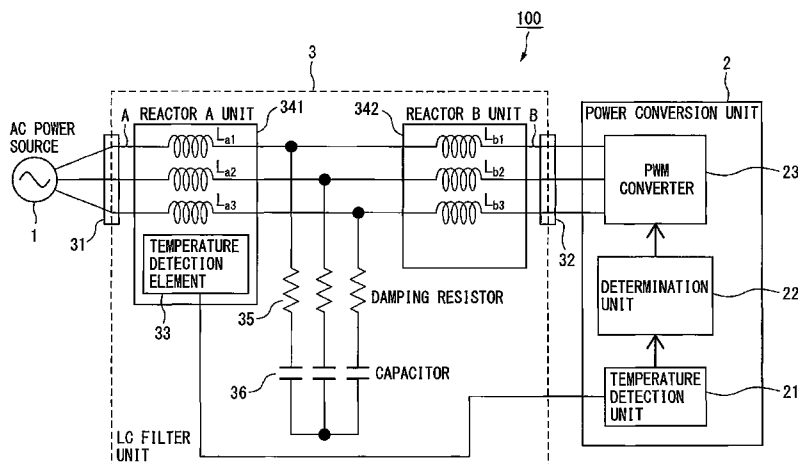 100
3
2
A
REACTOR A UNIT
341
342
REACTOR B UNIT
B
POWER CONVERSION UNIT
AC POWER
SOURCE
La1
Lb1
La2
Lb2
La3
Lb3
PWM
CONVERTER
23
1
31
32
TEMPERATURE
DETECTION
ELEMENT
33
35
DAMPING RESISTOR
DETERMINATION
UNIT
22
36
CAPACITOR
TEMPERATURE
DETECTION
UNIT
21
LC FILTER
UNIT